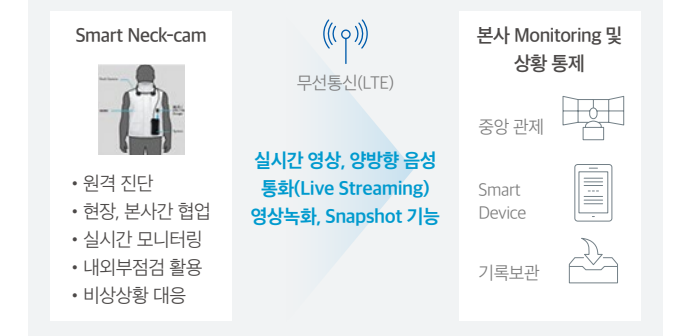 Smart Neck-cam
• 원격 진단
• 현장, 본사간 협업
• 실시간 모니터링
• 내외부점검 활용
• 비상상황 대응
무선통신(LTE)
실시간 영상, 양방향 음성
통화(Live Streaming)
영상녹화, Snapshot 기능
본사 Monitoring 및
상황 통제
중앙 관제
Smart
Device
기록보관